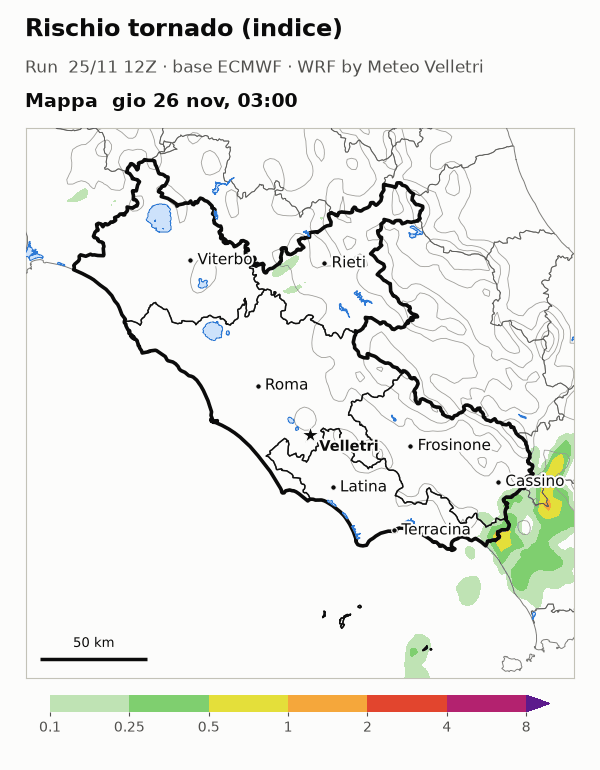 Rischio tornado (indice)
Run  25/11 12Z · base ECMWF · WRF by Meteo Velletri
Mappa  gio 26 nov, 03:00
Viterbo
Rieti
Roma
Velletri
Frosinone
Cassino
Latina
Terracina
50 km
0.1 0.25 0.5 1 2 4 8